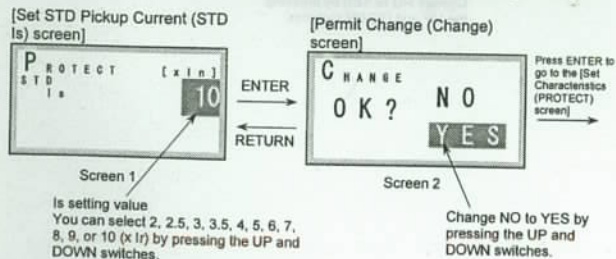 [Set STD Pickup Current (STD
Is) screen]
PROTECT [xIn]
STD
Is
10
ENTER
RETURN
Screen 1
Is setting value
You can select 2, 2.5, 3, 3.5, 4, 5, 6, 7,
8, 9, or 10 (x Ir) by pressing the UP and
DOWN switches.
[Permit Change (Change)
screen]
CHANGE
OK? NO
YES
Screen 2
Change NO to YES by
pressing the UP and
DOWN switches.
Press ENTER to
go to the [Set
Characteristics
(PROTECT)
screen]